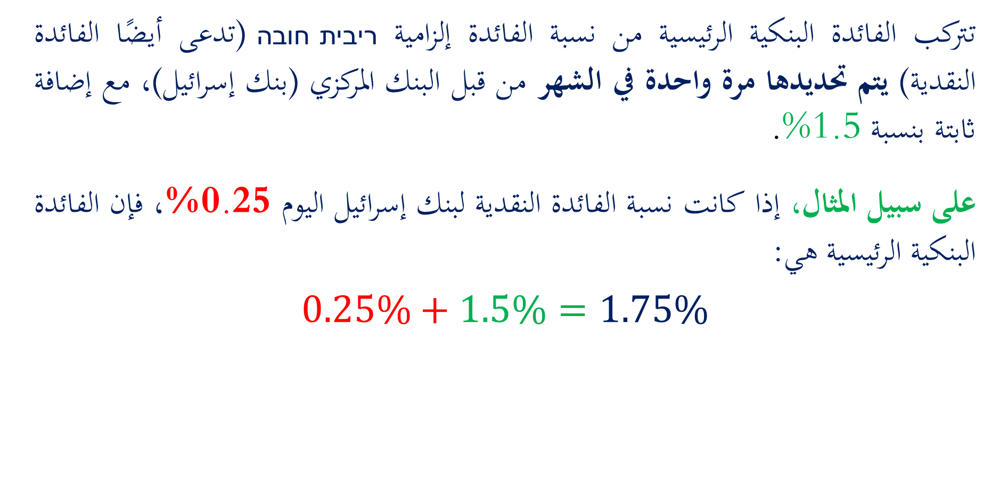 تتركب الفائدة البنكية الرئيسية من نسبة الفائدة إلزامية ריבית חובה (تدعى أيضًا الفائدة
النقدية) يتم تحديدها مرة واحدة في الشهر من قبل البنك المركزي (بنك إسرائيل)، مع إضافة
ثابتة بنسبة 1.5%.
على سبيل المثال، إذا كانت نسبة الفائدة النقدية لبنك إسرائيل اليوم 0.25%، فإن الفائدة
البنكية الرئيسية هي:
0.25% + 1.5% = 1.75%